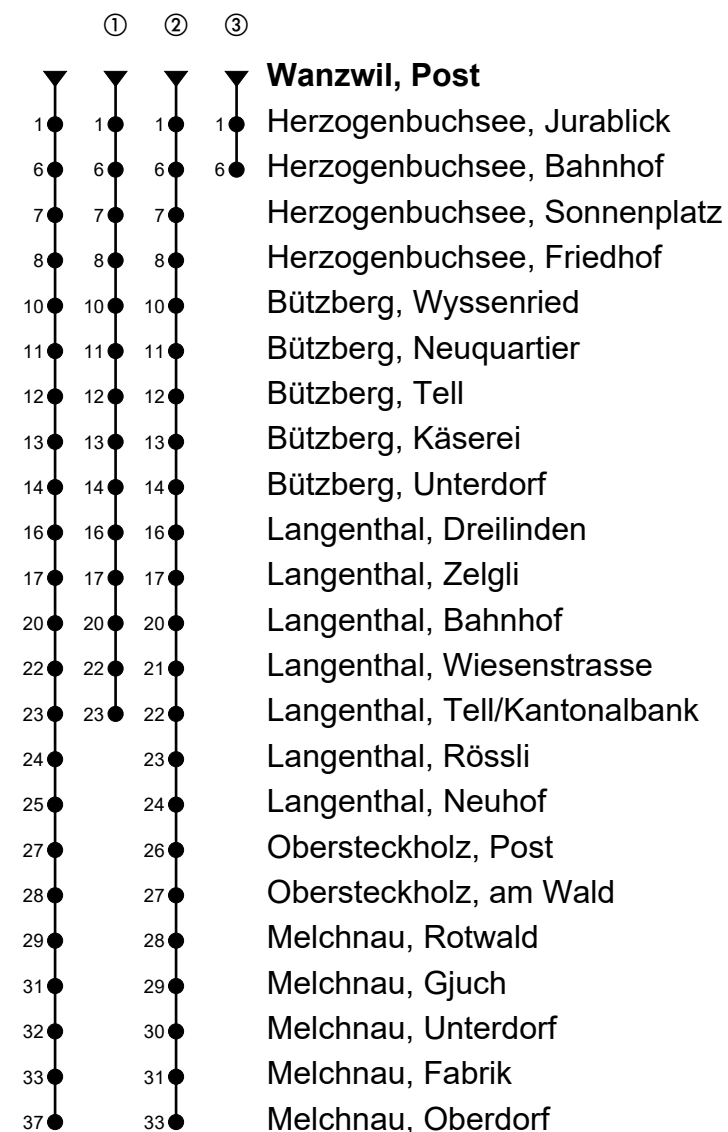 ① ② ③
Wanzwil, Post
1 1 1 1 Herzogenbuchsee, Jurablick
6 6 6 6 Herzogenbuchsee, Bahnhof
7 7 7 Herzogenbuchsee, Sonnenplatz
8 8 8 Herzogenbuchsee, Friedhof
10 10 10 Bützberg, Wyssenried
11 11 11 Bützberg, Neuquartier
12 12 12 Bützberg, Tell
13 13 13 Bützberg, Käserei
14 14 14 Bützberg, Unterdorf
16 16 16 Langenthal, Dreilinden
17 17 17 Langenthal, Zelgli
20 20 20 Langenthal, Bahnhof
22 22 21 Langenthal, Wiesenstrasse
23 23 22 Langenthal, Tell/Kantonalbank
24 23 Langenthal, Rössli
25 24 Langenthal, Neuhof
27 26 Obersteckholz, Post
28 27 Obersteckholz, am Wald
29 28 Melchnau, Rotwald
31 29 Melchnau, Gjuch
32 30 Melchnau, Unterdorf
33 31 Melchnau, Fabrik
37 33 Melchnau, Oberdorf